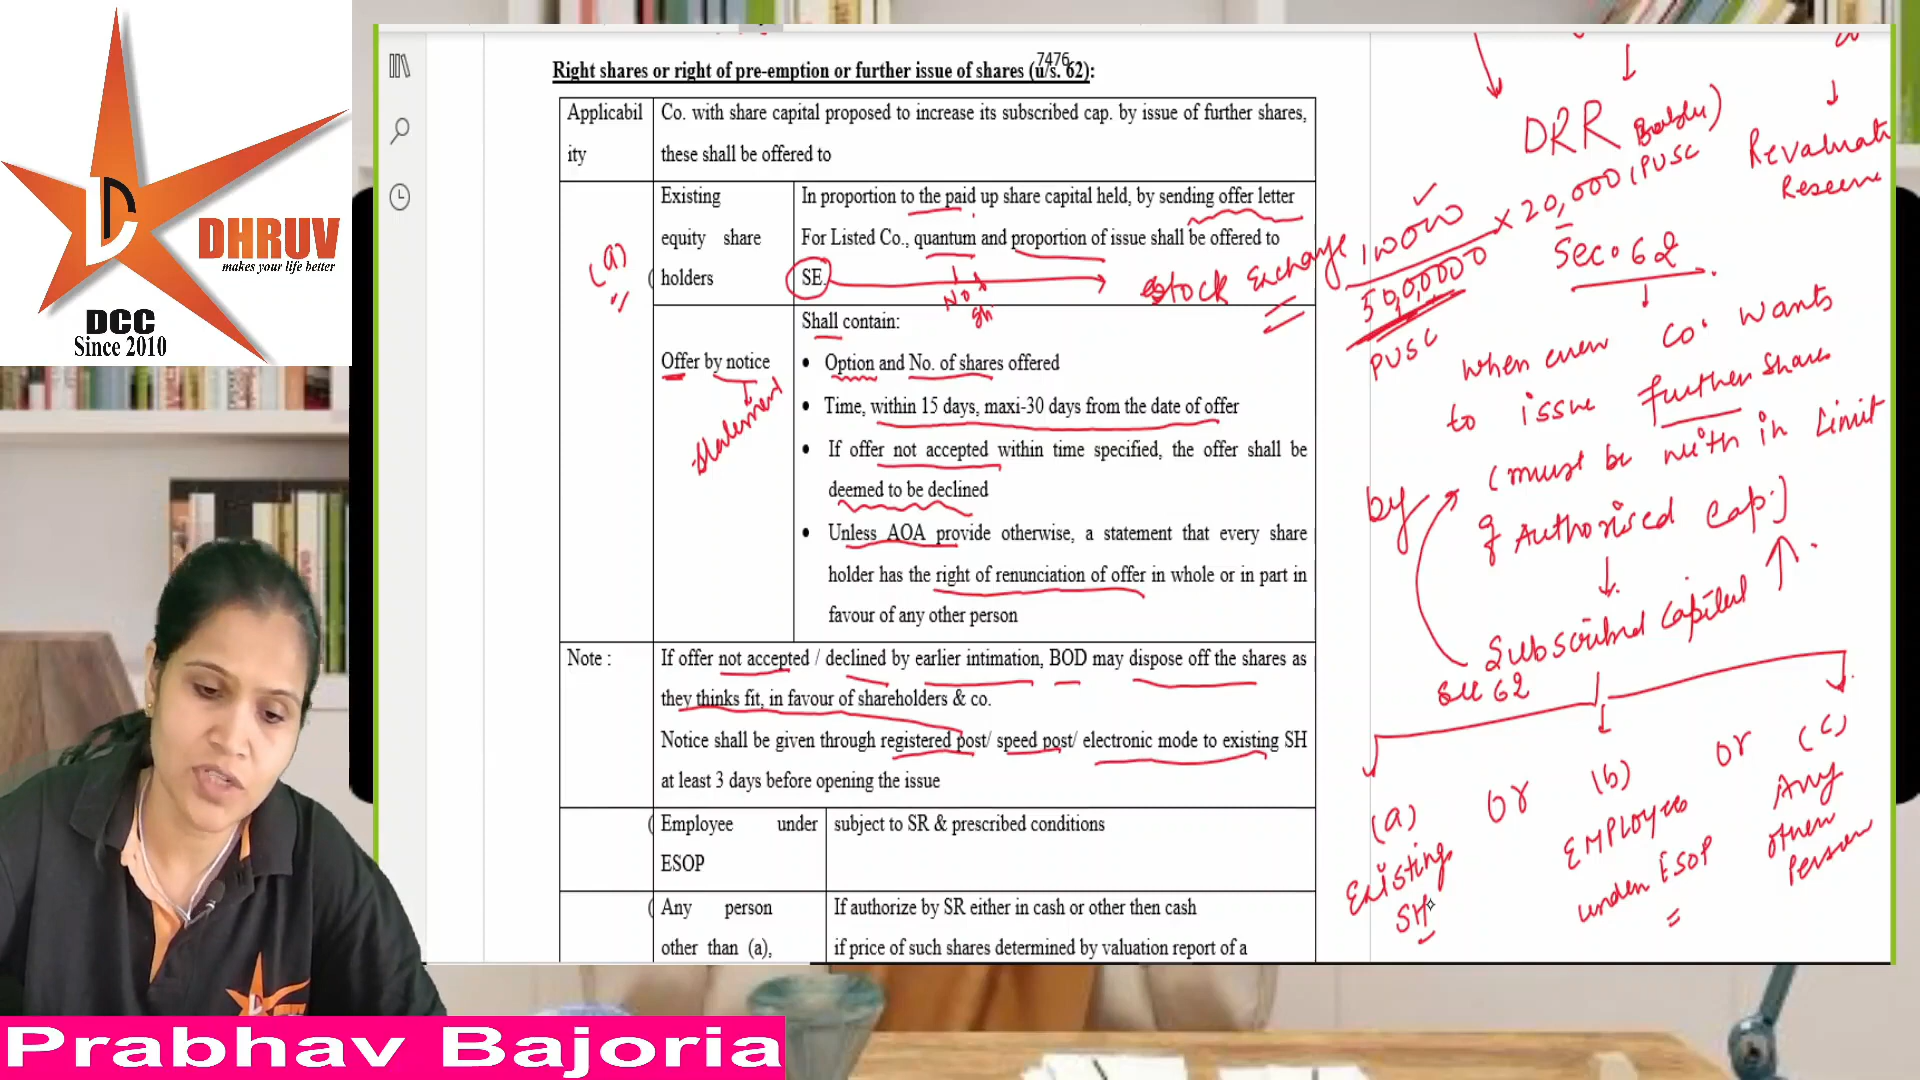 DHRUV
makes your life better
DCC
Since 2010
7476
Right shares or right of pre-emption or further issue of shares (u/s. 62):
Applicabil
ity
Co. with share capital proposed to increase its subscribed cap. by issue of further shares,
these shall be offered to
(a)
(
Existing
equity share
holders
In proportion to the paid up share capital held, by sending offer letter
For Listed Co., quantum and proportion of issue shall be offered to
SE.
Stock Exchange
No
sh
Offer by notice
Statement
Shall contain:
• Option and No. of shares offered
• Time, within 15 days, maxi-30 days from the date of offer
• If offer not accepted within time specified, the offer shall be
deemed to be declined
• Unless AOA provide otherwise, a statement that every share
holder has the right of renunciation of offer in whole or in part in
favour of any other person
Note :
If offer not accepted / declined by earlier intimation, BOD may dispose off the shares as
they thinks fit, in favour of shareholders & co.
Notice shall be given through registered post/ speed post/ electronic mode to existing SH
at least 3 days before opening the issue
(
Employee under
ESOP
subject to SR & prescribed conditions
(
Any person
other than (a),
If authorize by SR either in cash or other then cash
if price of such shares determined by valuation report of a
DRR
Revaluat
Reserve
× 20,000 PUSC
PUSC
Sec. 62
when ever Co. wants
to issue further share
(must be with in Limit
of Authorised Cap.)
by
Subscribed Capital ↑
Sec 62
(a) or (b) or (c)
Existing
SH
Employee
under ESOP
Any
other
Person
Prabhav Bajoria